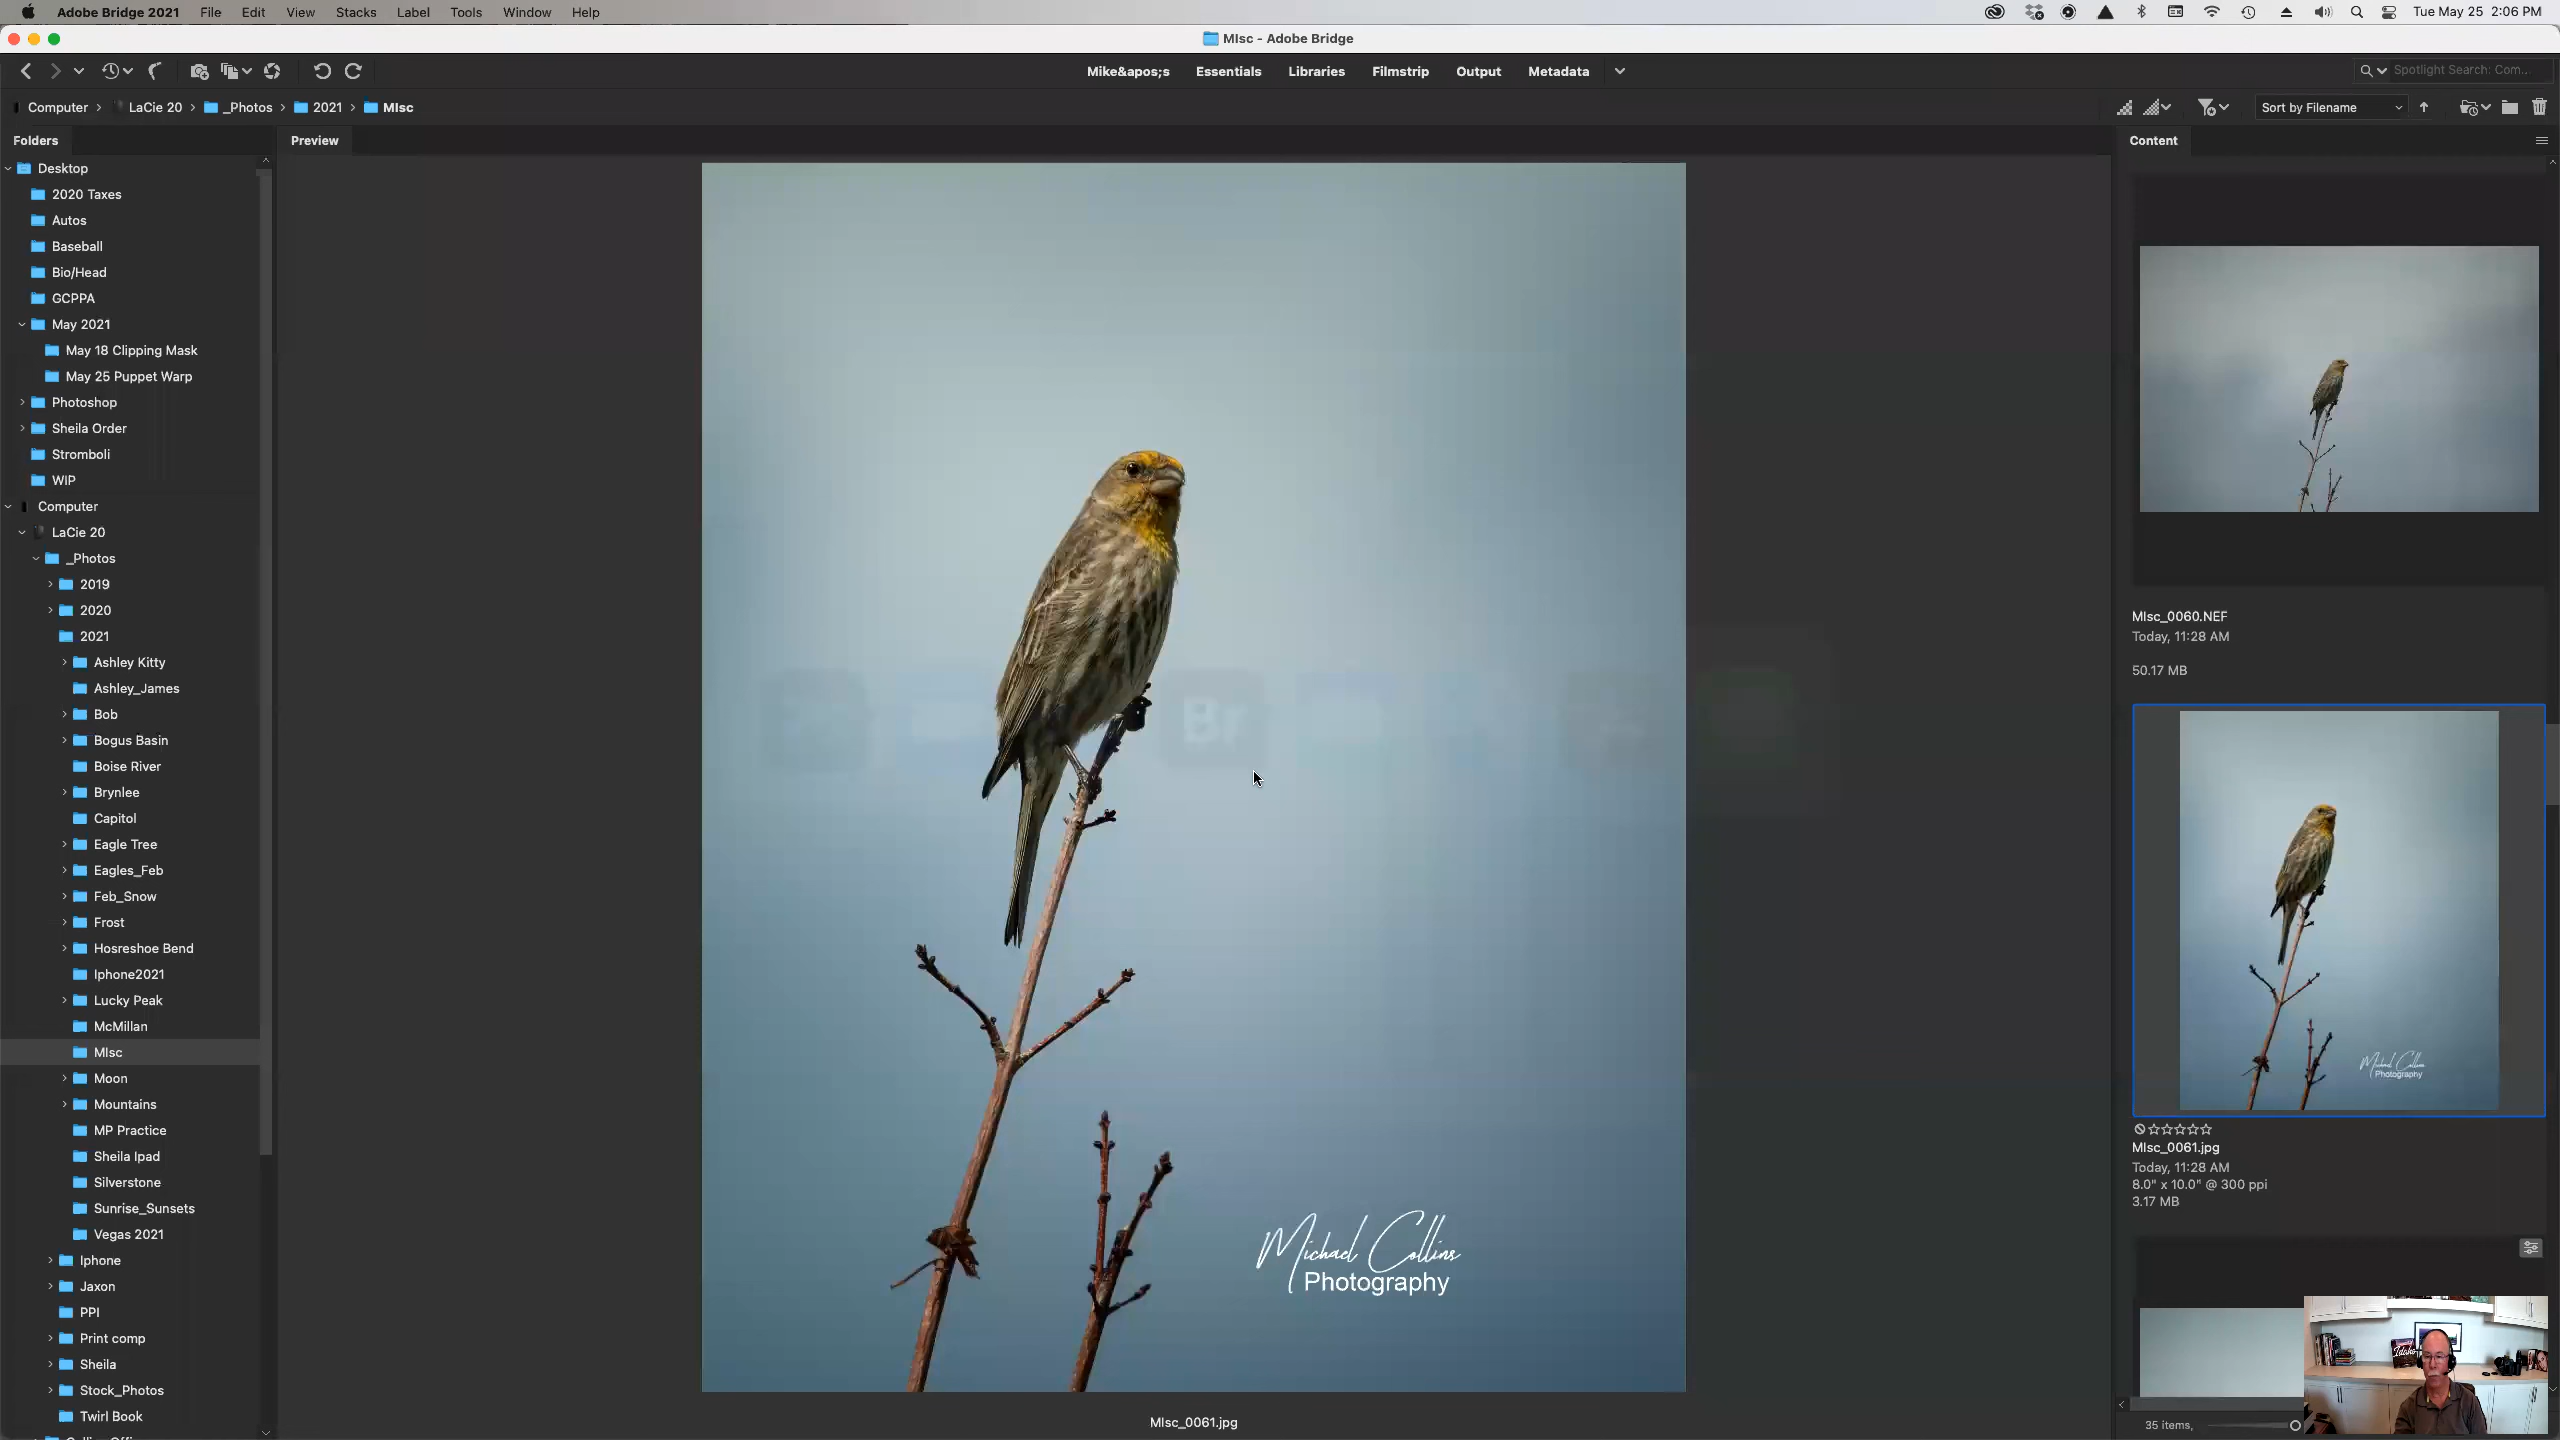 Adobe Bridge 2021 File Edit View Stacks Label Tools Window Help Tue May 25 2:06 PM
MIsc - Adobe Bridge
Mike&apos;s Essentials Libraries Filmstrip Output Metadata Spotlight Search: Com...
Computer LaCie 20 _Photos 2021 MIsc Sort by Filename
Folders
Desktop
2020 Taxes
Autos
Baseball
Bio/Head
GCPPA
May 2021
May 18 Clipping Mask
May 25 Puppet Warp
Photoshop
Sheila Order
Stromboli
WIP
Computer
LaCie 20
_Photos
2019
2020
2021
Ashley Kitty
Ashley_James
Bob
Bogus Basin
Boise River
Brynlee
Capitol
Eagle Tree
Eagles_Feb
Feb_Snow
Frost
Hosreshoe Bend
Iphone2021
Lucky Peak
McMillan
MIsc
Moon
Mountains
MP Practice
Sheila Ipad
Silverstone
Sunrise_Sunsets
Vegas 2021
Iphone
Jaxon
PPI
Print comp
Sheila
Stock_Photos
Twirl Book
Preview
Br
Michael Collins
Photography
MIsc_0061.jpg
Content
MIsc_0060.NEF
Today, 11:28 AM
50.17 MB
Michael Collins
Photography
MIsc_0061.jpg
Today, 11:28 AM
8.0" x 10.0" @ 300 ppi
3.17 MB
Idaho
35 items,